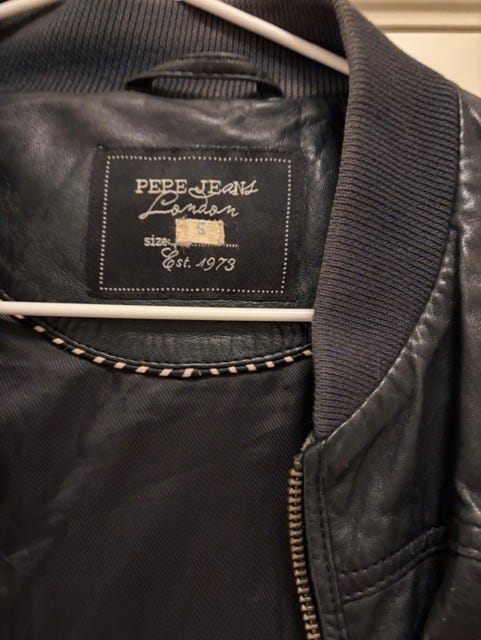 PEPE JEANS
London
S
size:
Est. 1973